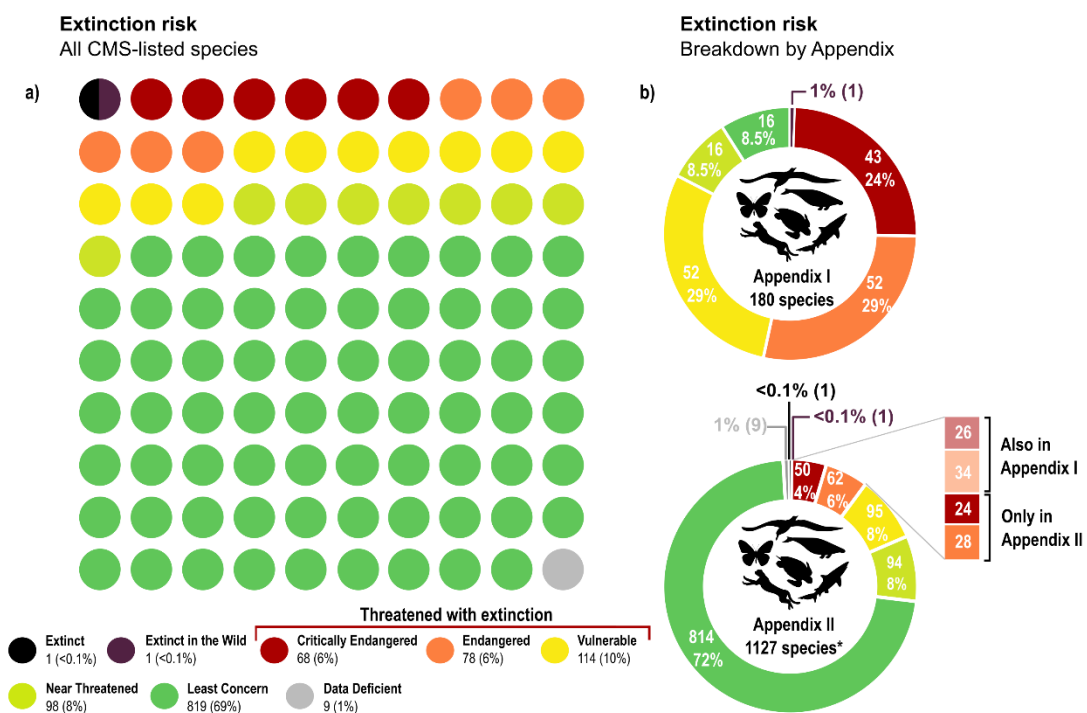 Extinction risk
All CMS-listed species
a)
Extinct
1 (<0.1%)
Extinct in the Wild
1 (<0.1%)
Threatened with extinction
Critically Endangered
68 (6%)
Endangered
78 (6%)
Vulnerable
114 (10%)
Near Threatened
98 (8%)
Least Concern
819 (69%)
Data Deficient
9 (1%)
Extinction risk
Breakdown by Appendix
b)
1% (1)
16
8.5%
16
8.5%
43
24%
52
29%
52
29%
Appendix I
180 species
<0.1% (1)
1% (9)
<0.1% (1)
50
4%
62
6%
95
8%
94
8%
814
72%
Appendix II
1127 species*
26
34
Also in
Appendix I
24
28
Only in
Appendix II